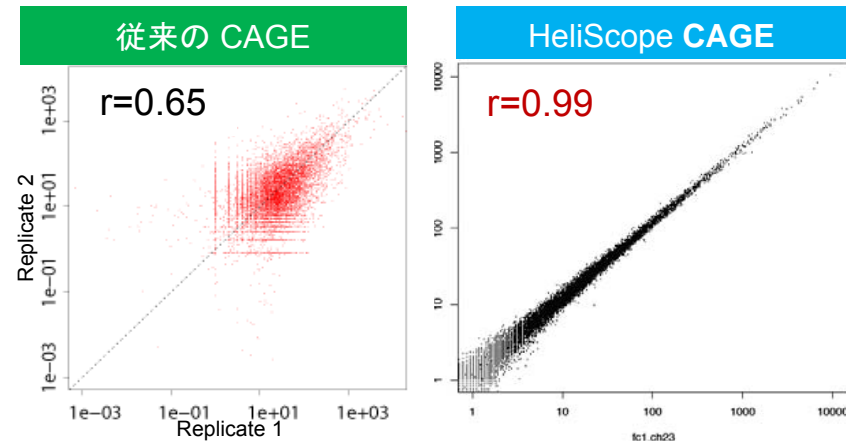 従来の CAGE
r=0.65
Replicate 2
1e+03
1e+01
1e-01
1e-03
1e-03 1e-01 1e+01 1e+03
Replicate 1
HeliScope CAGE
r=0.99
10000
1000
100
10
1
1 10 100 1000 10000
fc1.ch23